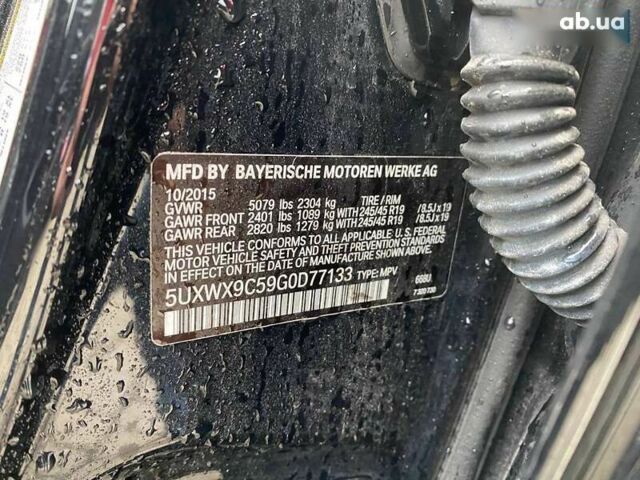 ab.ua
MFD BY BAYERISCHE MOTOREN WERKE AG
10/2015
GVWR 5079 lbs 2304 kg TIRE / RIM
GAWR FRONT 2401 lbs 1089 kg WITH 245/45 R19 /8.5J x 19
GAWR REAR 2820 lbs 1279 kg WITH 245/45 R19 /8.5J x 19
THIS VEHICLE CONFORMS TO ALL APPLICABLE U.S. FEDERAL
MOTOR VEHICLE SAFETY, BUMPER, AND THEFT PREVENTION
STANDARDS IN EFFECT ON THE DATE OF MANUFACTURE SHOWN ABOVE.
5UXWX9C59G0D77133 TYPE: MPV